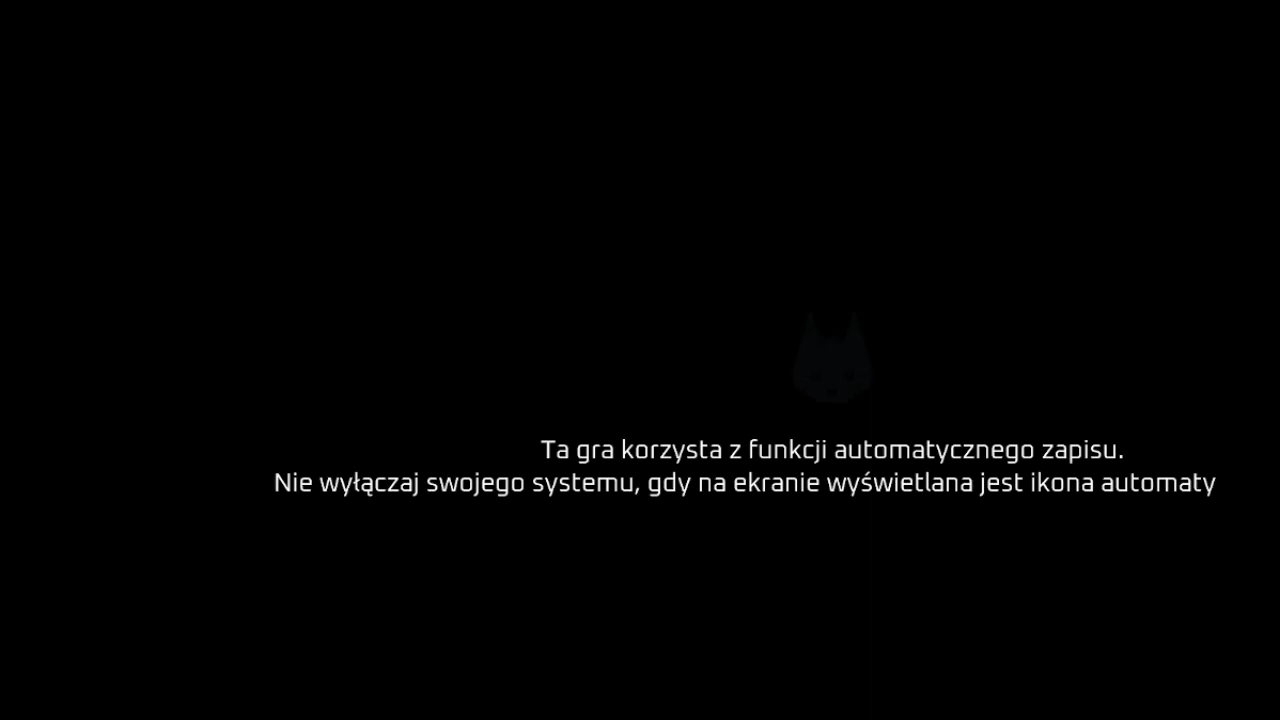 Ta gra korzysta z funkcji automatycznego zapisu.
Nie wyłączaj swojego systemu, gdy na ekranie wyświetlana jest ikona automaty